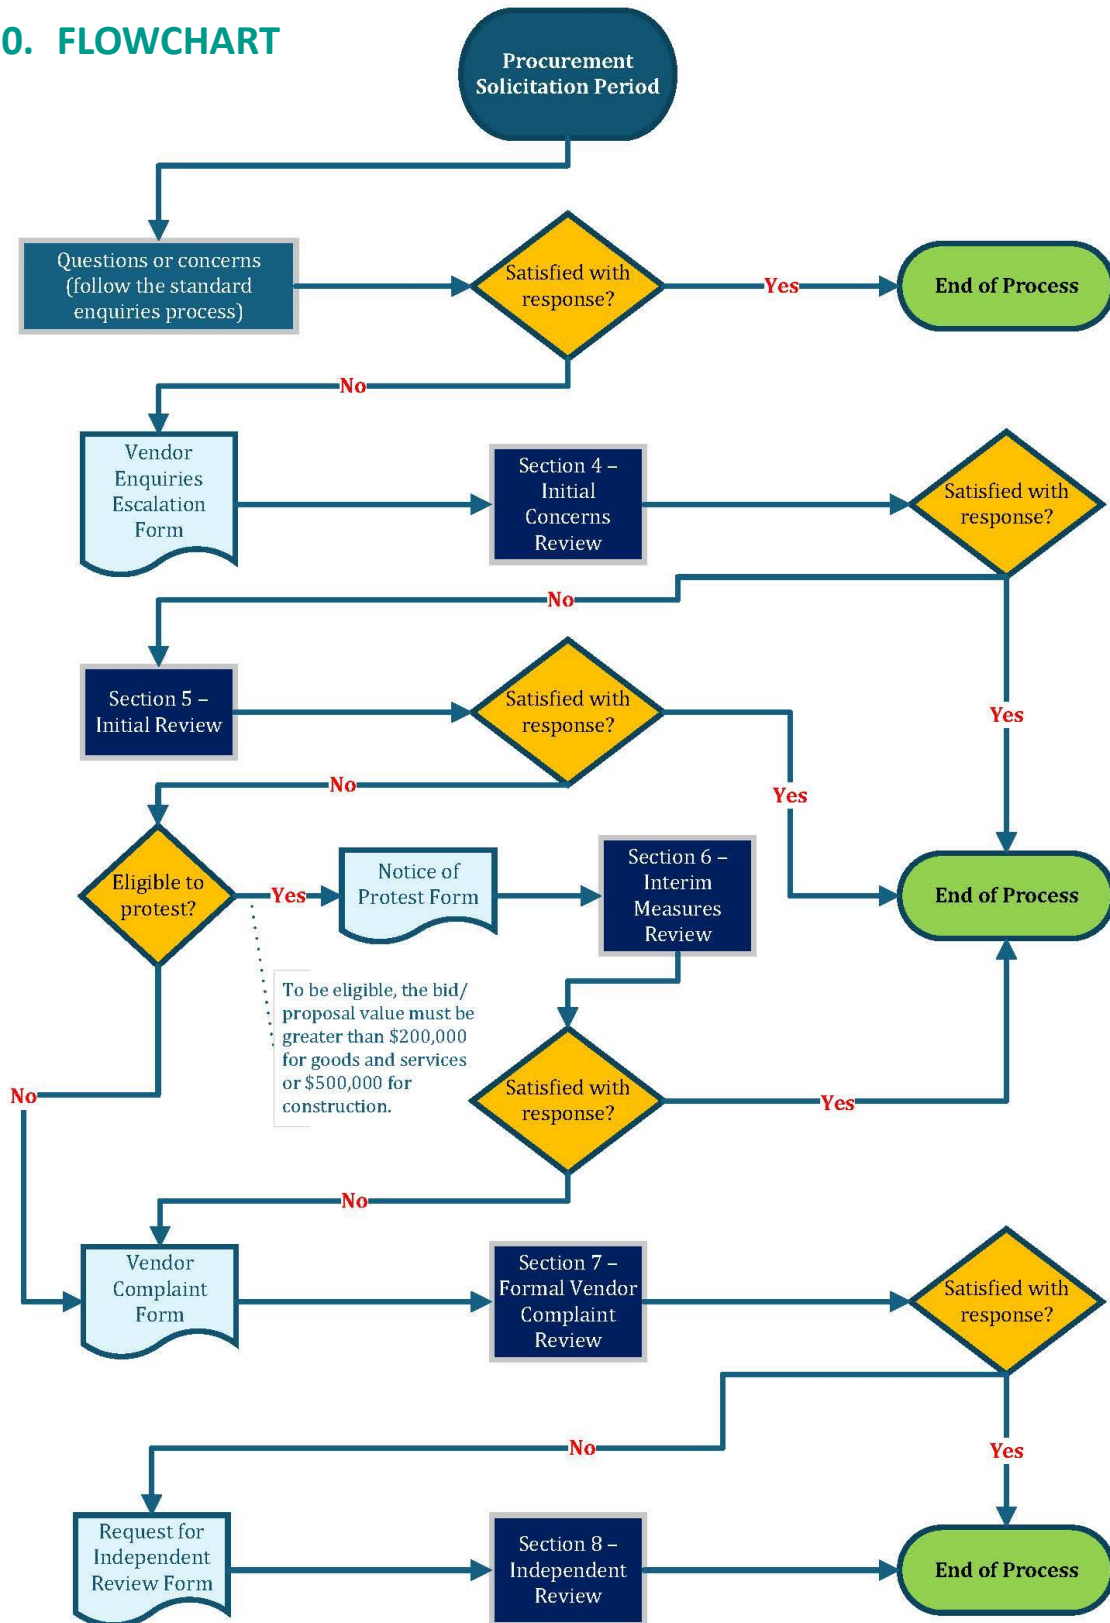 0. FLOWCHART
Procurement
Solicitation Period
Questions or concerns
(follow the standard
enquiries process)
Satisfied with
response?
Yes
End of Process
No
Vendor
Enquiries
Escalation
Form
Section 4 –
Initial
Concerns
Review
Satisfied with
response?
No
Yes
Section 5 –
Initial Review
Satisfied with
response?
No
Yes
Eligible to
protest?
Yes
Notice of
Protest Form
Section 6 –
Interim
Measures
Review
End of Process
To be eligible, the bid/
proposal value must be
greater than $200,000
for goods and services
or $500,000 for
construction.
No
Satisfied with
response?
Yes
No
Vendor
Complaint
Form
Section 7 –
Formal Vendor
Complaint
Review
Satisfied with
response?
No
Yes
Request for
Independent
Review Form
Section 8 –
Independent
Review
End of Process